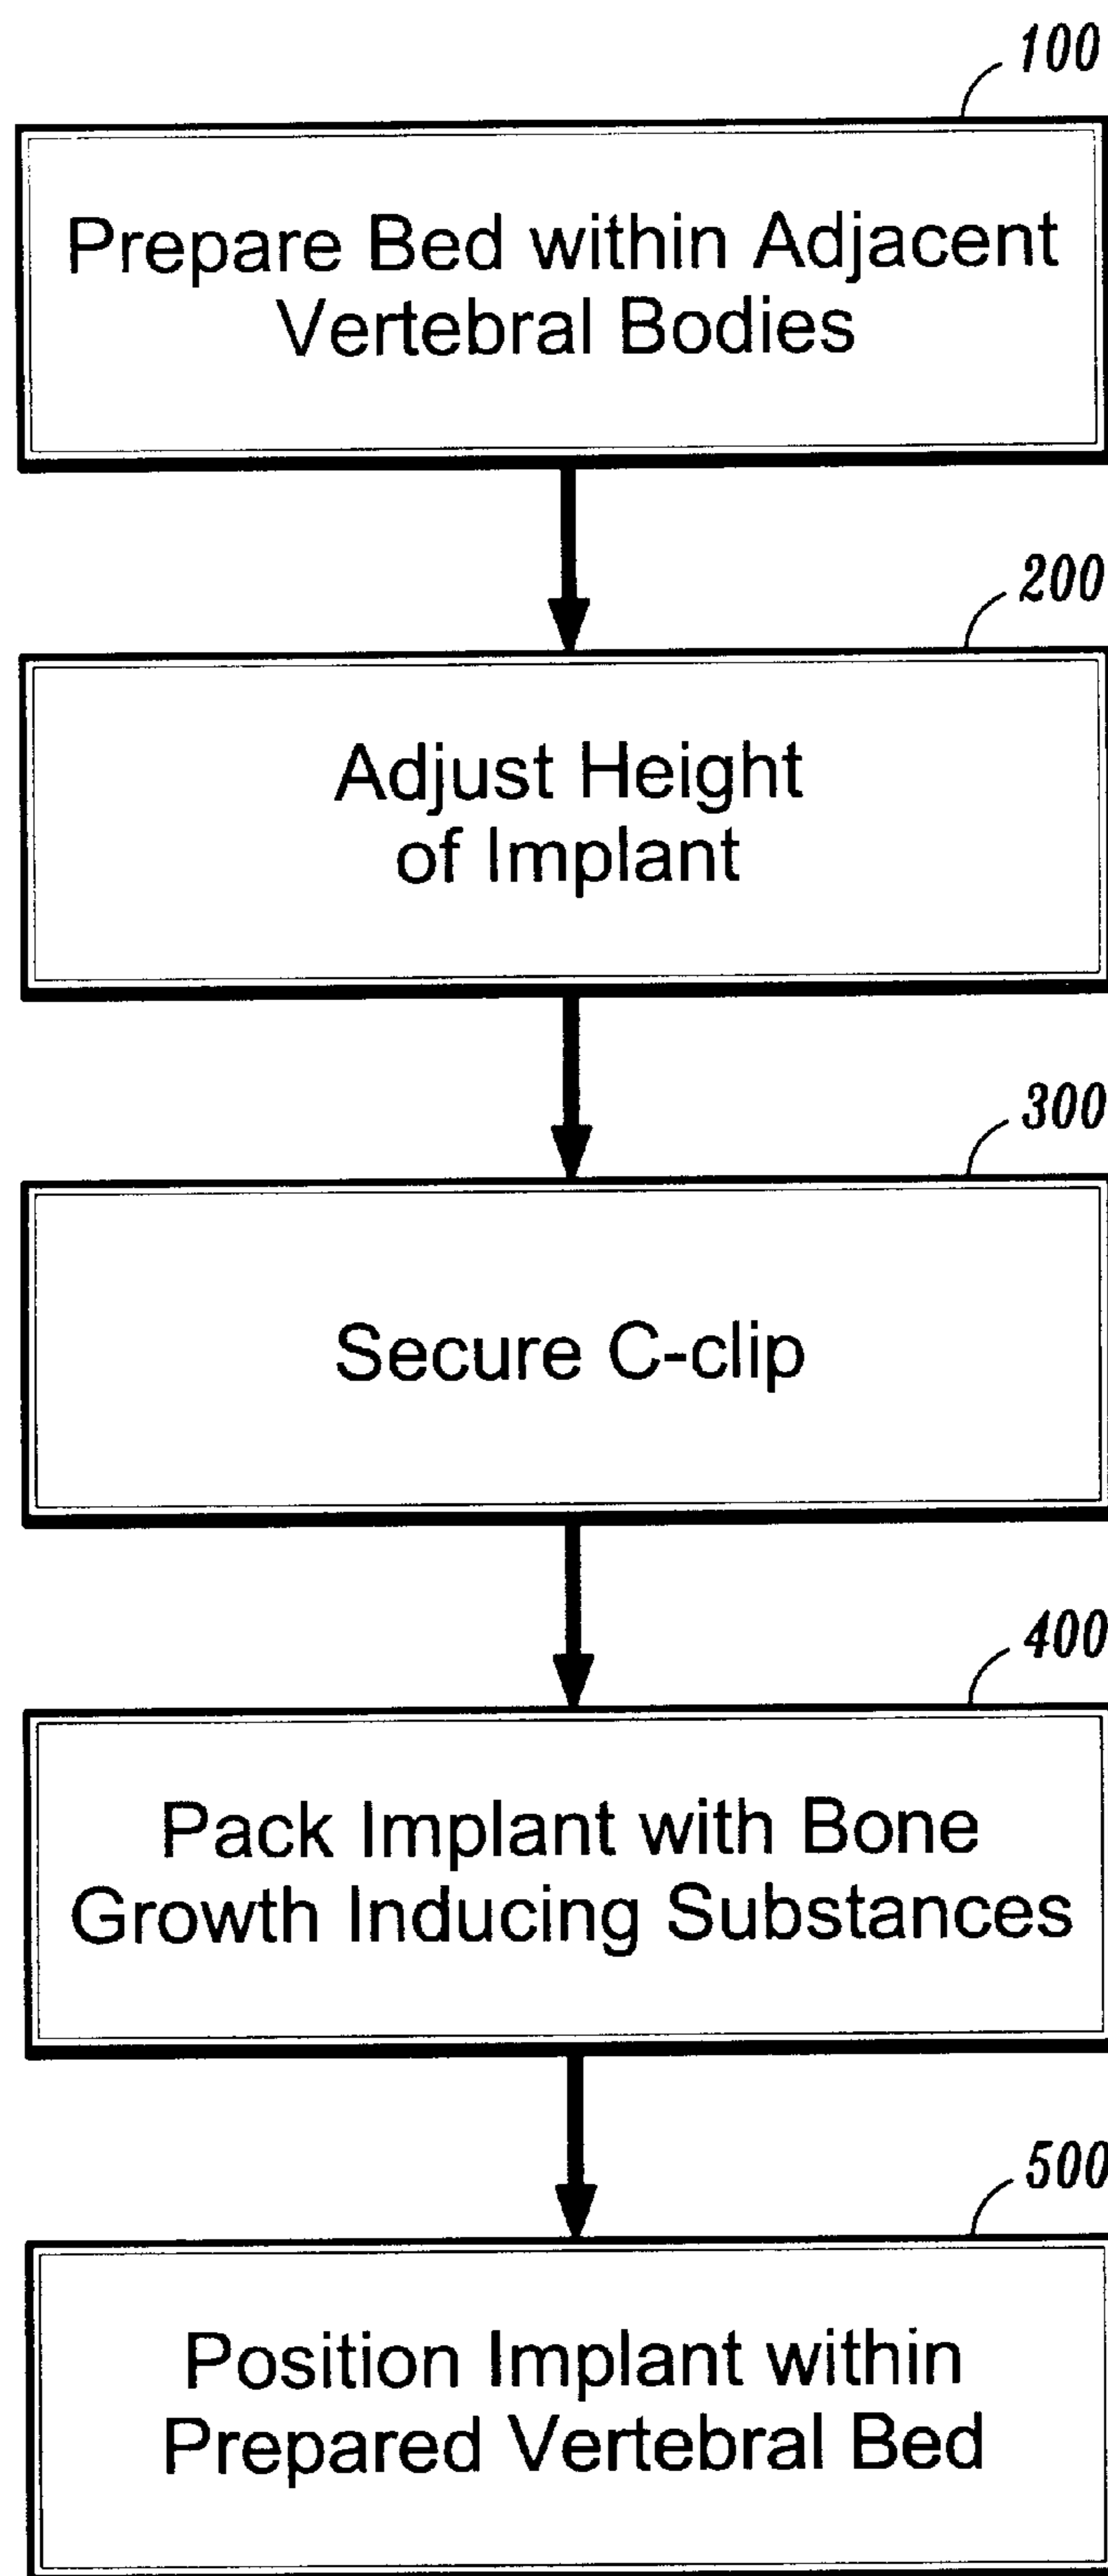 100
Prepare Bed within Adjacent
Vertebral Bodies
200
Adjust Height
of Implant
300
Secure C-clip
400
Pack Implant with Bone
Growth Inducing Substances
500
Position Implant within
Prepared Vertebral Bed